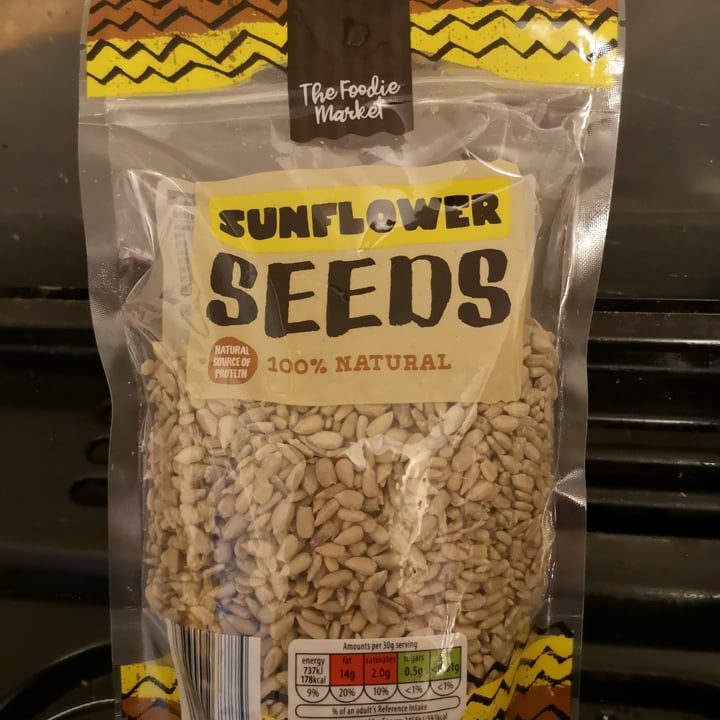 The Foodie
Market
SUNFLOWER
SEEDS
NATURAL
SOURCE OF
PROTEIN
100% NATURAL
Amounts per 30g serving
energy
737kJ
178kcal
9%
fat
14g
20%
saturates
2.0g
10%
sugars
0.5g
<1%
<1%
% of an adult's Reference Intake